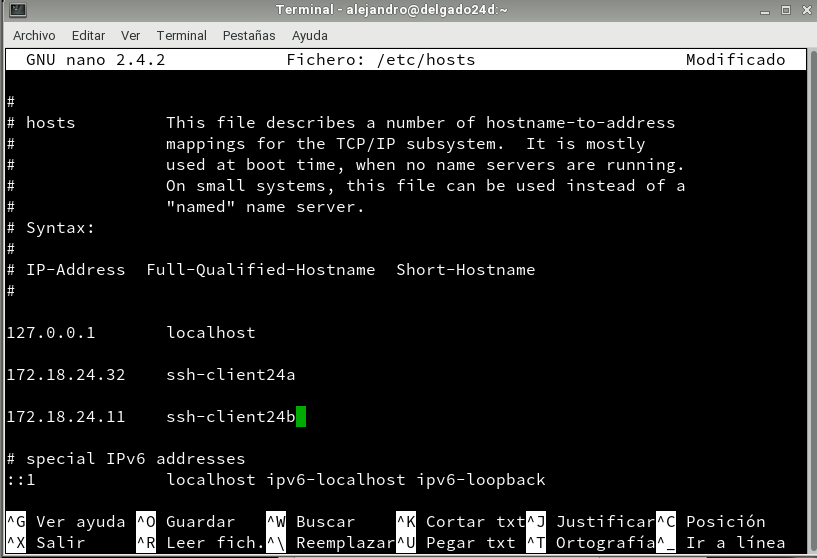 Terminal - alejandro@delgado24d:~
Archivo Editar Ver Terminal Pestañas Ayuda
GNU nano 2.4.2 Fichero: /etc/hosts Modificado
#
# hosts         This file describes a number of hostname-to-address
#               mappings for the TCP/IP subsystem.  It is mostly
#               used at boot time, when no name servers are running.
#               On small systems, this file can be used instead of a
#               "named" name server.
# Syntax:
#
# IP-Address  Full-Qualified-Hostname  Short-Hostname
#
127.0.0.1       localhost
172.18.24.32    ssh-client24a
172.18.24.11    ssh-client24b
# special IPv6 addresses
::1             localhost ipv6-localhost ipv6-loopback
^G Ver ayuda ^O Guardar ^W Buscar ^K Cortar txt ^J Justificar ^C Posición
^X Salir ^R Leer fich. ^\ Reemplazar ^U Pegar txt ^T Ortografía ^_ Ir a línea